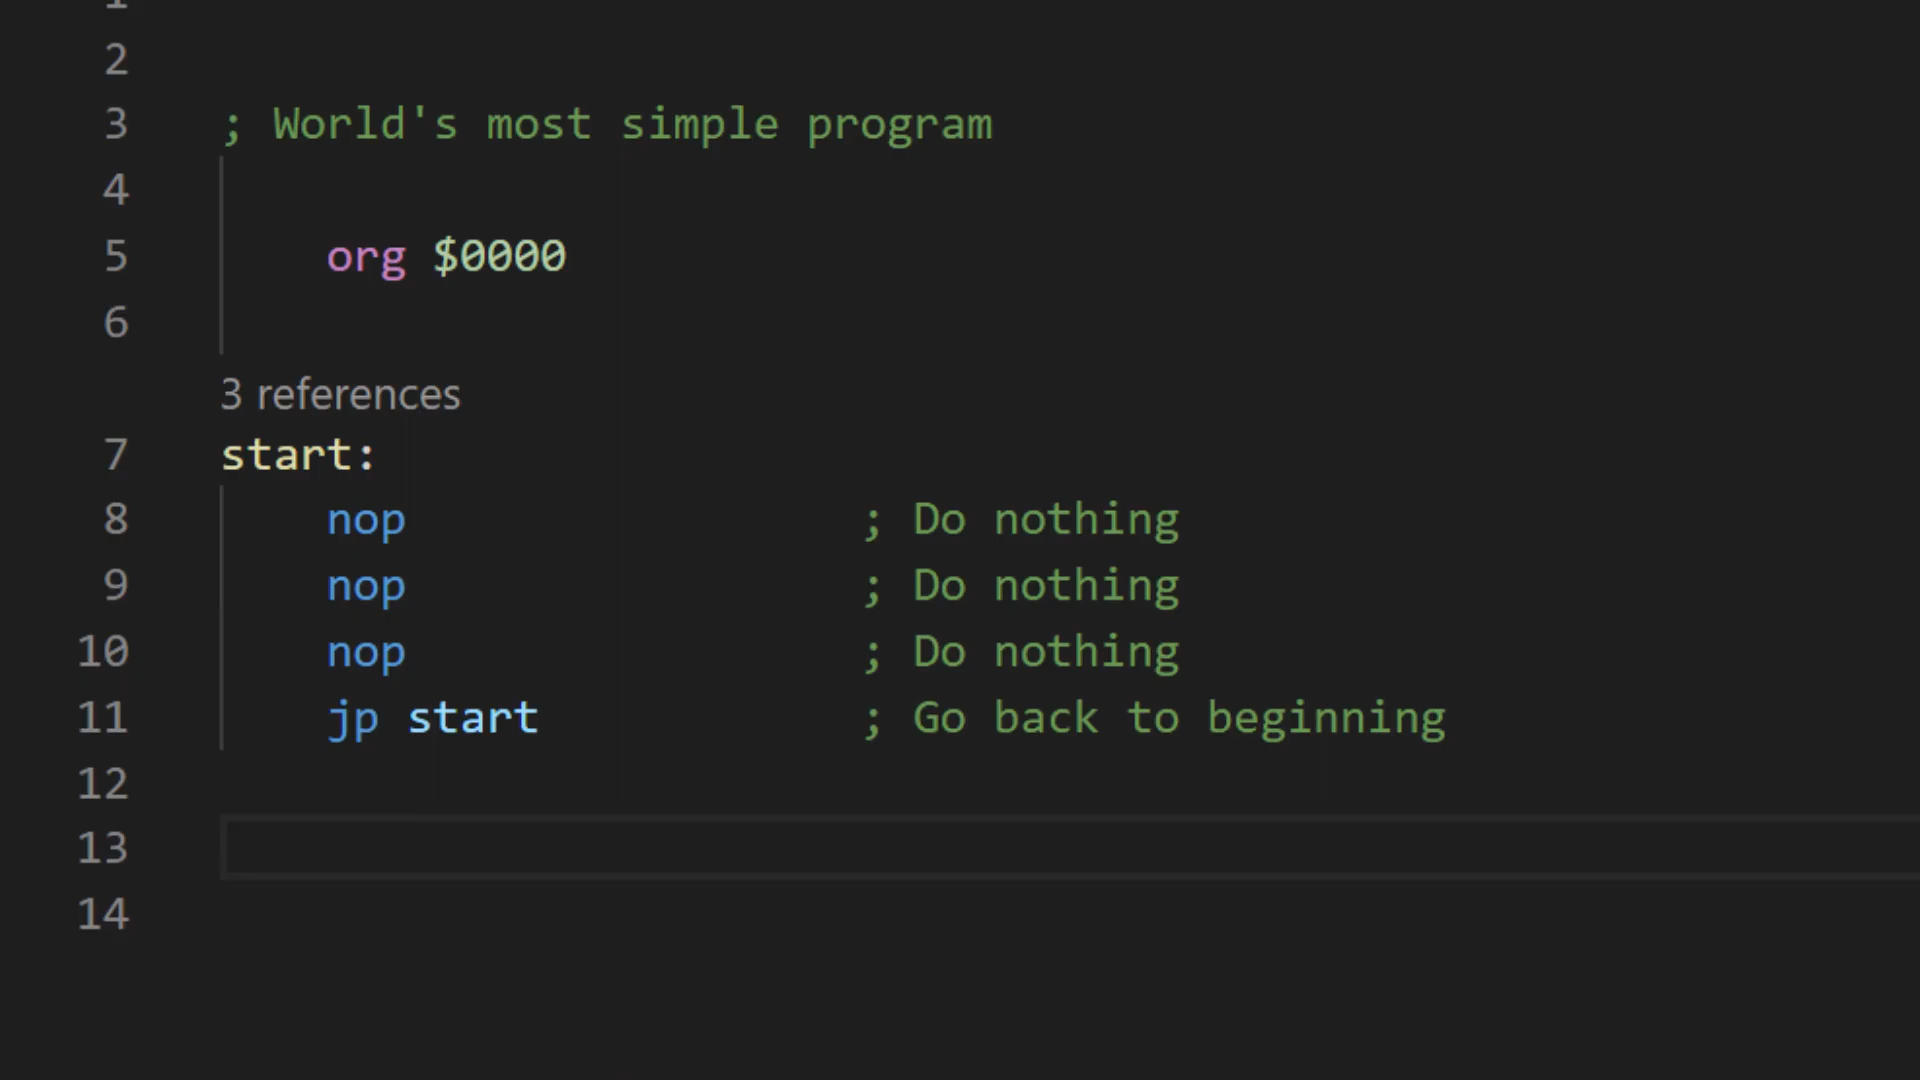 1
2
3 ; World's most simple program
4
5 org $0000
6
3 references
7 start:
8 nop ; Do nothing
9 nop ; Do nothing
10 nop ; Do nothing
11 jp start ; Go back to beginning
12
13
14